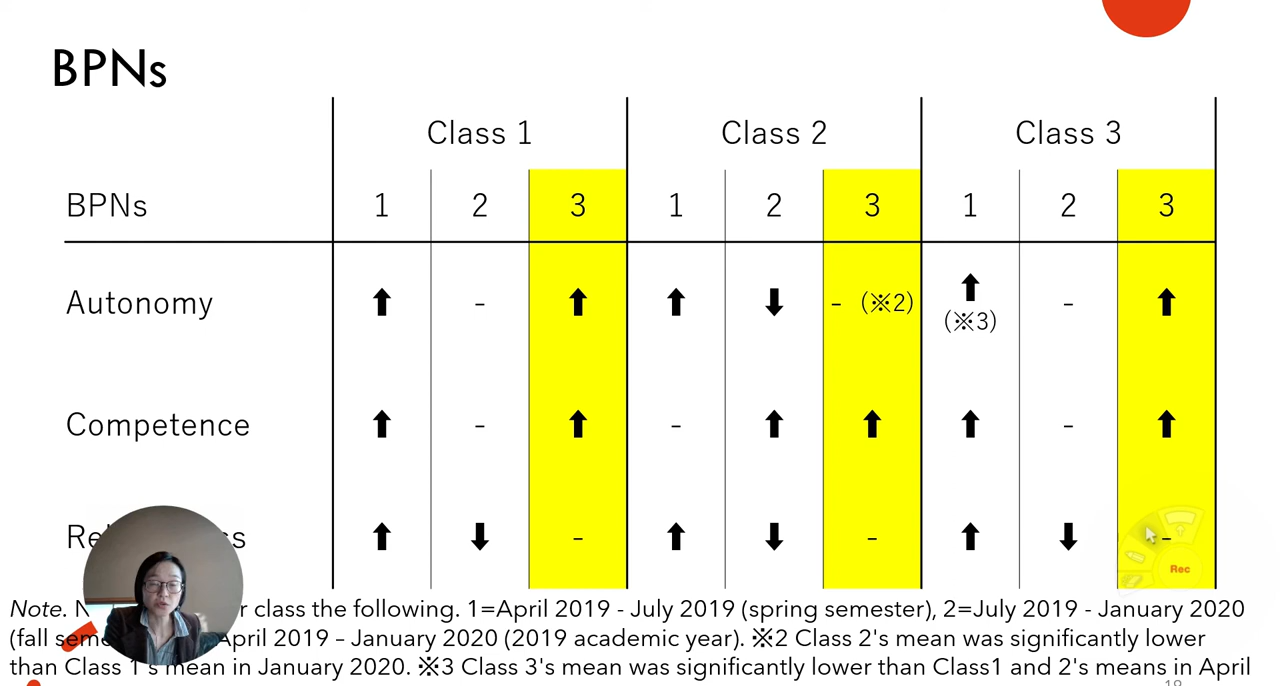 BPNs
Class 1 Class 2 Class 3
BPNs 1 2 3 1 2 3 1 2 3
Autonomy ⬆ - ⬆ ⬆ ⬇ - (※2) ⬆ (※3) - ⬆
Competence ⬆ - ⬆ - ⬆ ⬆ ⬆ - ⬆
Re s ⬆ ⬇ - ⬆ ⬇ - ⬆ ⬇ -
Rec
Note. class the following. 1=April 2019 - July 2019 (spring semester), 2=July 2019 - January 2020
(fall April 2019 – January 2020 (2019 academic year). ※2 Class 2's mean was significantly lower
than Class 1's mean in January 2020. ※3 Class 3's mean was significantly lower than Class1 and 2's means in April